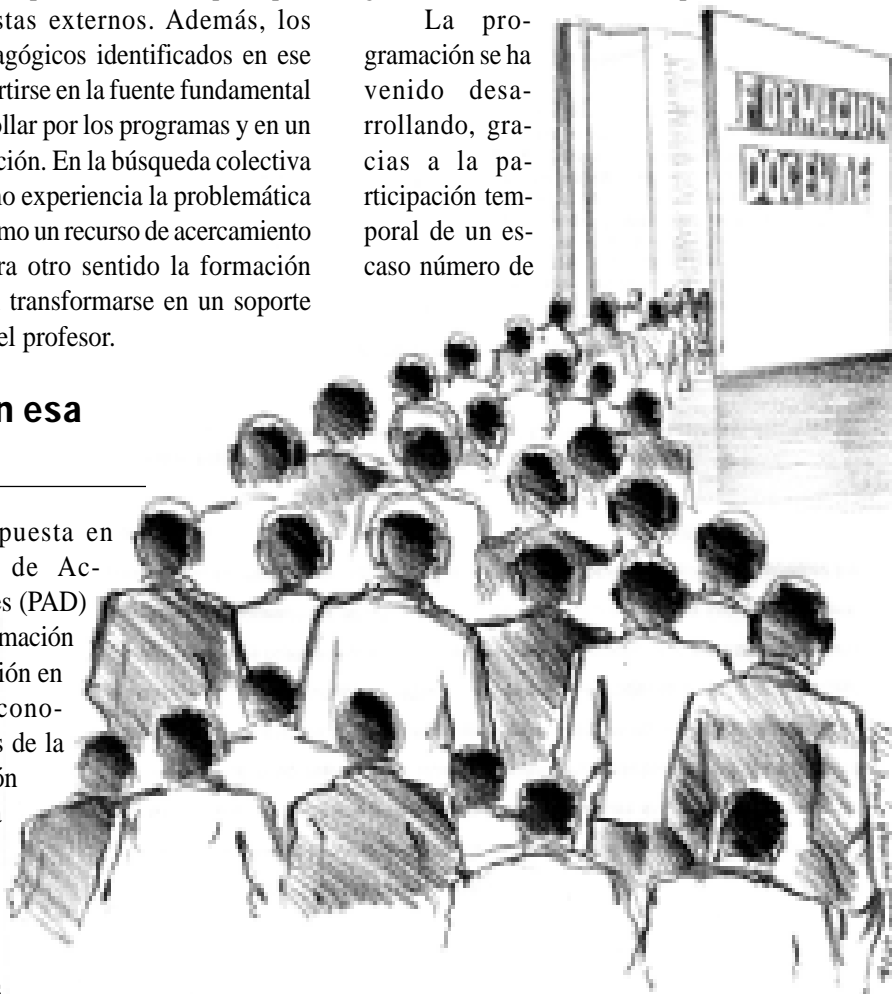 stas externos. Además, los
agógicos identificados en ese
rtirse en la fuente fundamental
ollar por los programas y en un
ción. En la búsqueda colectiva
no experiencia la problemática
mo un recurso de acercamiento
ra otro sentido la formación
transformarse en un soporte
el profesor.
n esa
puesta en
de Ac-
es (PAD)
mación
ión en
cono-
s de la
ón
La pro-
gramación se ha
venido desa-
rrollando, gra-
cias a la pa-
rticipación tem-
poral de un es-
caso número de
FORMACION
DOCENTE